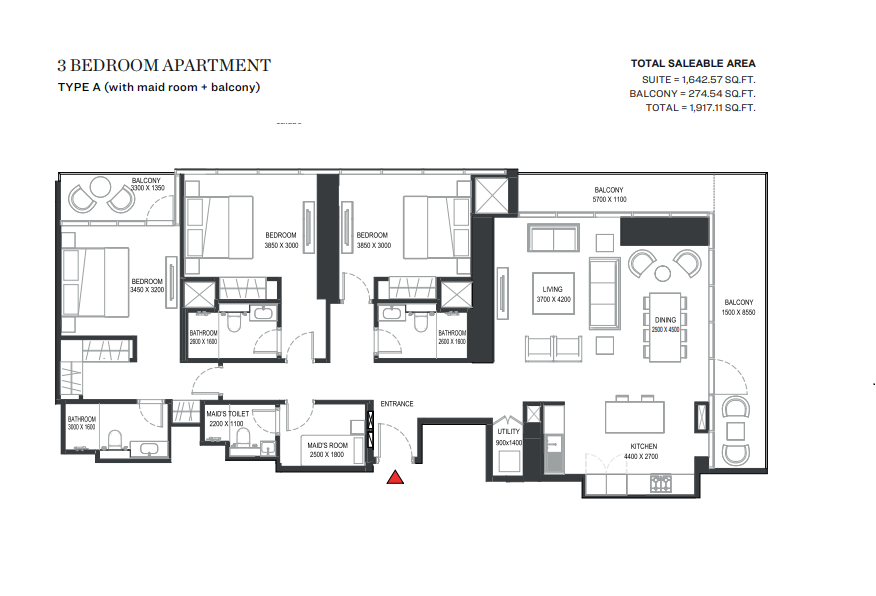 3 BEDROOM APARTMENT
TYPE A (with maid room + balcony)
TOTAL SALEABLE AREA
SUITE = 1,642.57 SQ.FT.
BALCONY = 274.54 SQ.FT.
TOTAL = 1,917.11 SQ.FT.
BALCONY
3300 X 1350
BALCONY
5700 X 1100
BEDROOM
3850 X 3000
BEDROOM
3850 X 3000
BEDROOM
3450 X 3200
LIVING
3700 X 4200
DINING
2500 X 4500
BALCONY
1500 X 8550
BATHROOM
2600 X 1600
BATHROOM
2600 X 1600
BATHROOM
3000 X 1600
MAID'S TOILET
2200 X 1100
ENTRANCE
MAID'S ROOM
2500 X 1800
UTILITY
900x1400
KITCHEN
4400 X 2700